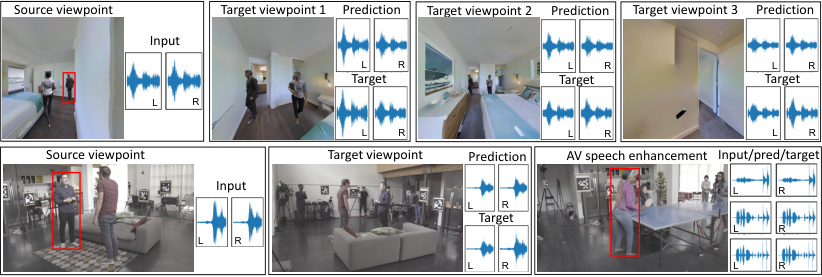 Source viewpoint
Input
L
R
Target viewpoint 1
Prediction
L
R
Target
L
R
Target viewpoint 2
Prediction
L
R
Target
L
R
Target viewpoint 3
Prediction
L
R
Target
L
R
Source viewpoint
Input
L
R
Target viewpoint
Prediction
L
R
Target
L
R
AV speech enhancement
Input/pred/target
L
R
L
R
L
R